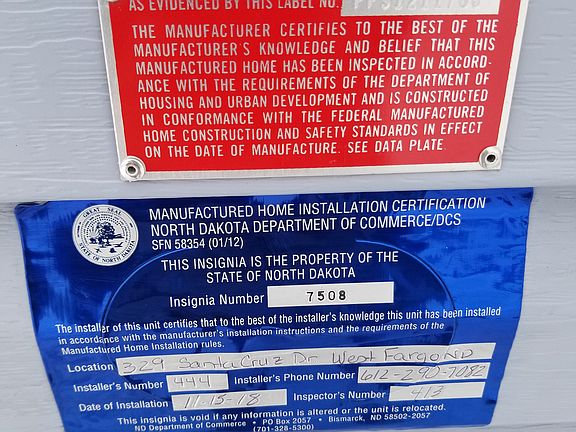 AS EVIDENCED BY THIS LABEL NO.
THE MANUFACTURER CERTIFIES TO THE BEST OF THE
MANUFACTURER'S KNOWLEDGE AND BELIEF THAT THIS
MANUFACTURED HOME HAS BEEN INSPECTED IN ACCORD-
ANCE WITH THE REQUIREMENTS OF THE DEPARTMENT OF
HOUSING AND URBAN DEVELOPMENT AND IS CONSTRUCTED
IN CONFORMANCE WITH THE FEDERAL MANUFACTURED
HOME CONSTRUCTION AND SAFETY STANDARDS IN EFFECT
ON THE DATE OF MANUFACTURE. SEE DATA PLATE
GREAT SEAL
STATE OF NORTH DAKOTA
MANUFACTURED HOME INSTALLATION CERTIFICATION
NORTH DAKOTA DEPARTMENT OF COMMERCE/DCS
SFN 58354 (01/12)
THIS INSIGNIA IS THE PROPERTY OF THE
STATE OF NORTH DAKOTA
Insignia Number 7508
The installer of this unit certifies that to the best of the installer's knowledge this unit has been installed
in accordance with the manufacturer's installation instructions and the requirements of the
Manufactured Home Installation rules.
Location 329 Santa Cruz Dr West Fargo ND
Installer's Number 444 Installer's Phone Number 612-290-7082
Date of Installation 11-15-18 Inspector's Number 413
This insignia is void if any information is altered or the unit is relocated.
ND Department of Commerce • PO Box 2057 • Bismarck, ND 58502-2057
(701-328-5300)